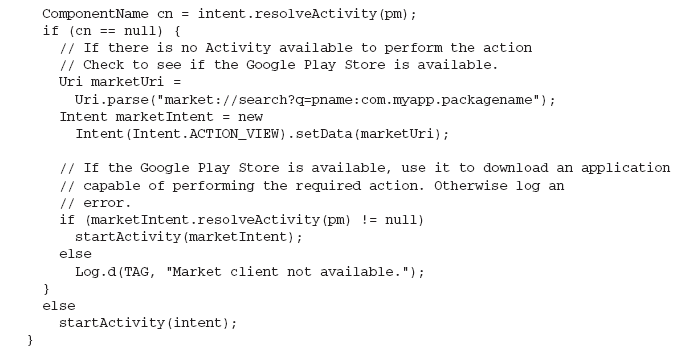 ComponentName cn = intent.resolveActivity(pm);
if (cn == null) {
// If there is no Activity available to perform the action
// Check to see if the Google Play Store is available.
Uri marketUri =
Uri.parse("market://search?q=pname:com.myapp.packagename");
Intent marketIntent = new
Intent(Intent.ACTION_VIEW).setData(marketUri);
// If the Google Play Store is available, use it to download an application
// capable of performing the required action. Otherwise log an
// error.
if (marketIntent.resolveActivity(pm) != null)
startActivity(marketIntent);
else
Log.d(TAG, "Market client not available.");
}
else
startActivity(intent);
}